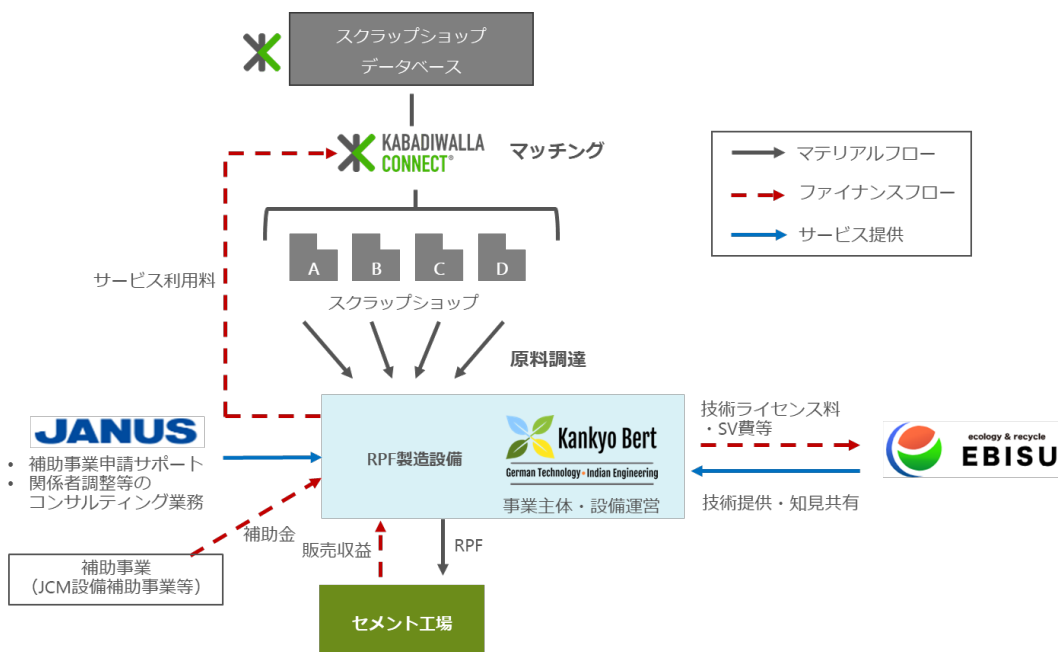 スクラップショップ
データベース
KABADIWALLA
CONNECT®
マッチング
マテリアルフロー
ファイナンスフロー
サービス提供
A
B
C
D
スクラップショップ
サービス利用料
原料調達
JANUS
• 補助事業申請サポート
• 関係者調整等の
コンサルティング業務
RPF製造設備
Kankyo Bert
German Technology•Indian Engineering
事業主体・設備運営
技術ライセンス料
・SV費等
ecology & recycle
EBISU
技術提供・知見共有
補助金
販売収益
RPF
補助事業
（JCM設備補助事業等）
セメント工場